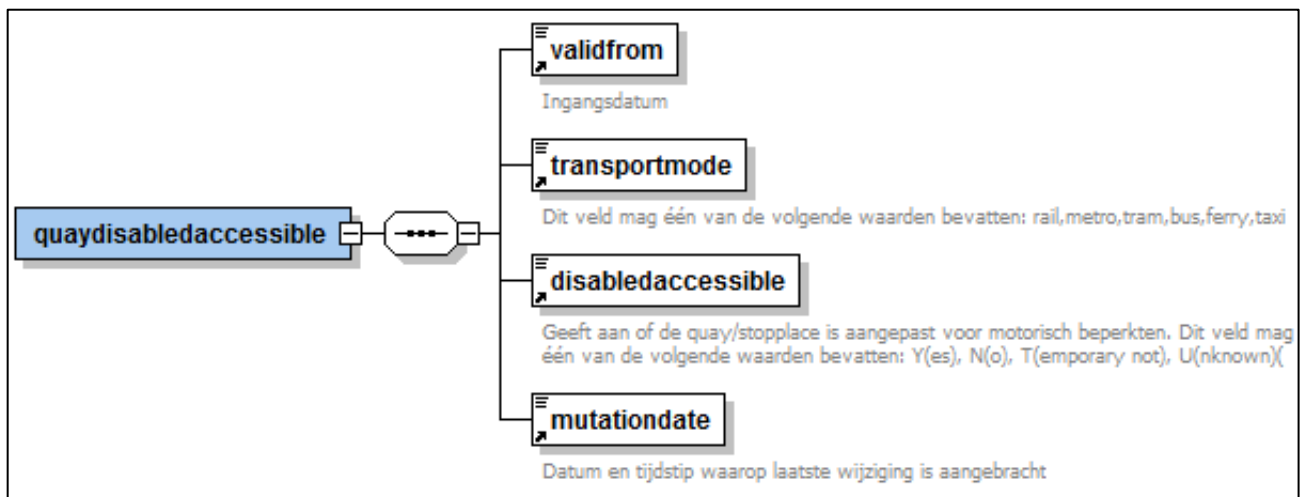 validfrom
Ingangsdatum
transportmode
Dit veld mag één van de volgende waarden bevatten: rail,metro,tram,bus,ferry,taxi
quaydisabledaccessible
disabledaccessible
Geeft aan of de quay/stopplace is aangepast voor motorisch beperkten. Dit veld mag
één van de volgende waarden bevatten: Y(es), N(o), T(emporary not), U(nknown)(
mutationdate
Datum en tijdstip waarop laatste wijziging is aangebracht